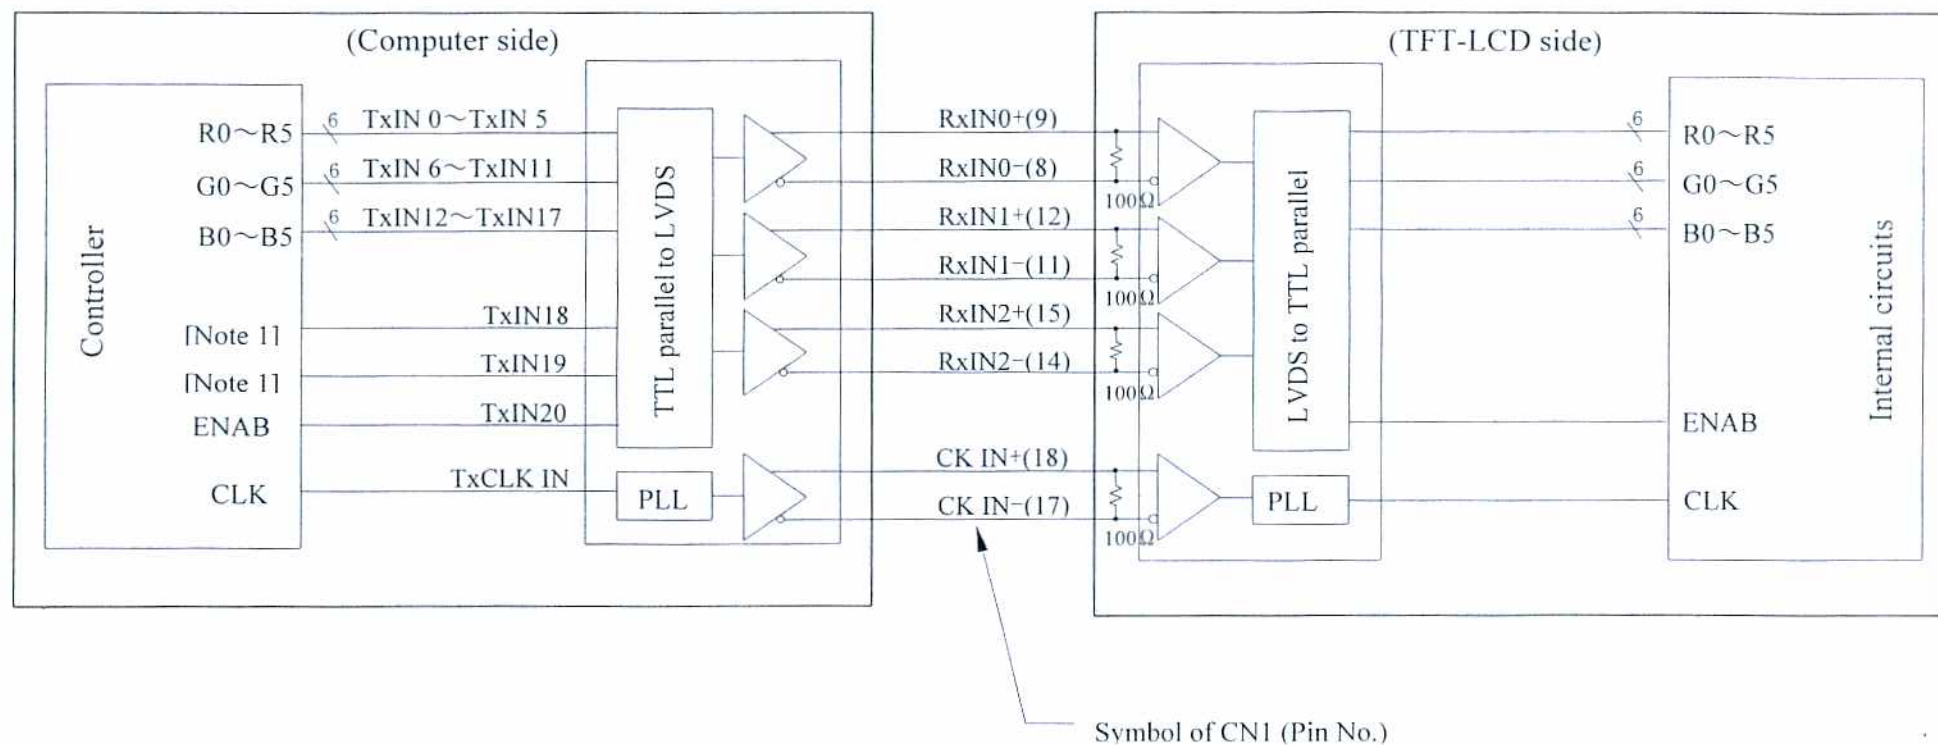 (Computer side)
(TFT-LCD side)
Controller
R0～R5
6
TxIN 0～TxIN 5
G0～G5
6
TxIN 6～TxIN11
B0～B5
6
TxIN12～TxIN17
[Note 1]
TxIN18
[Note 1]
TxIN19
ENAB
TxIN20
CLK
TxCLK IN
TTL parallel to LVDS
PLL
RxIN0+(9)
RxIN0-(8)
100Ω
RxIN1+(12)
RxIN1-(11)
100Ω
RxIN2+(15)
RxIN2-(14)
100Ω
CK IN+(18)
CK IN-(17)
100Ω
LVDS to TTL parallel
PLL
6
R0～R5
6
G0～G5
6
B0～B5
ENAB
CLK
Internal circuits
Symbol of CN1 (Pin No.)